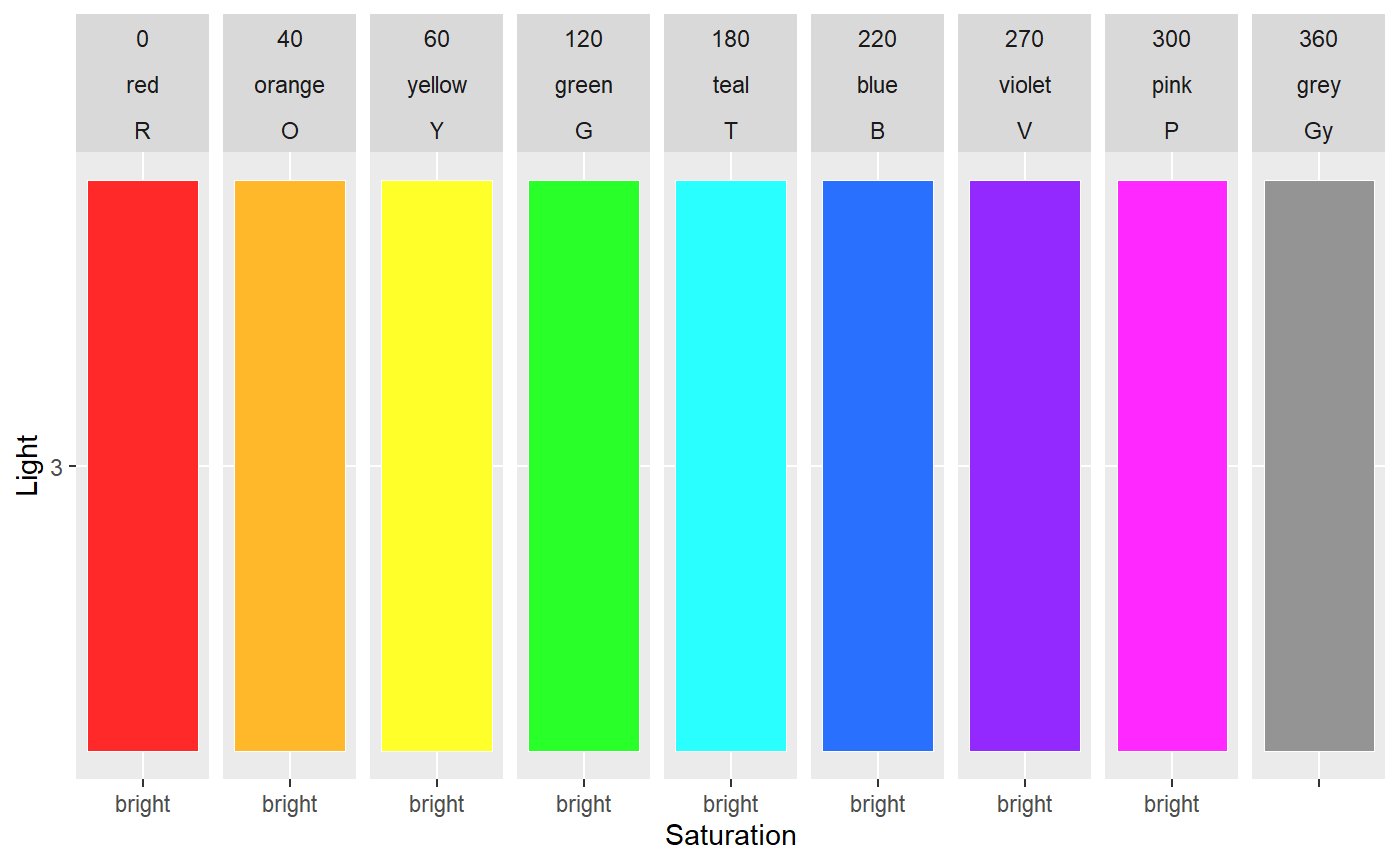 0 40 60 120 180 220 270 300 360
red orange yellow green teal blue violet pink grey
R O Y G T B V P Gy
Light
3
bright bright bright bright bright bright bright bright
Saturation